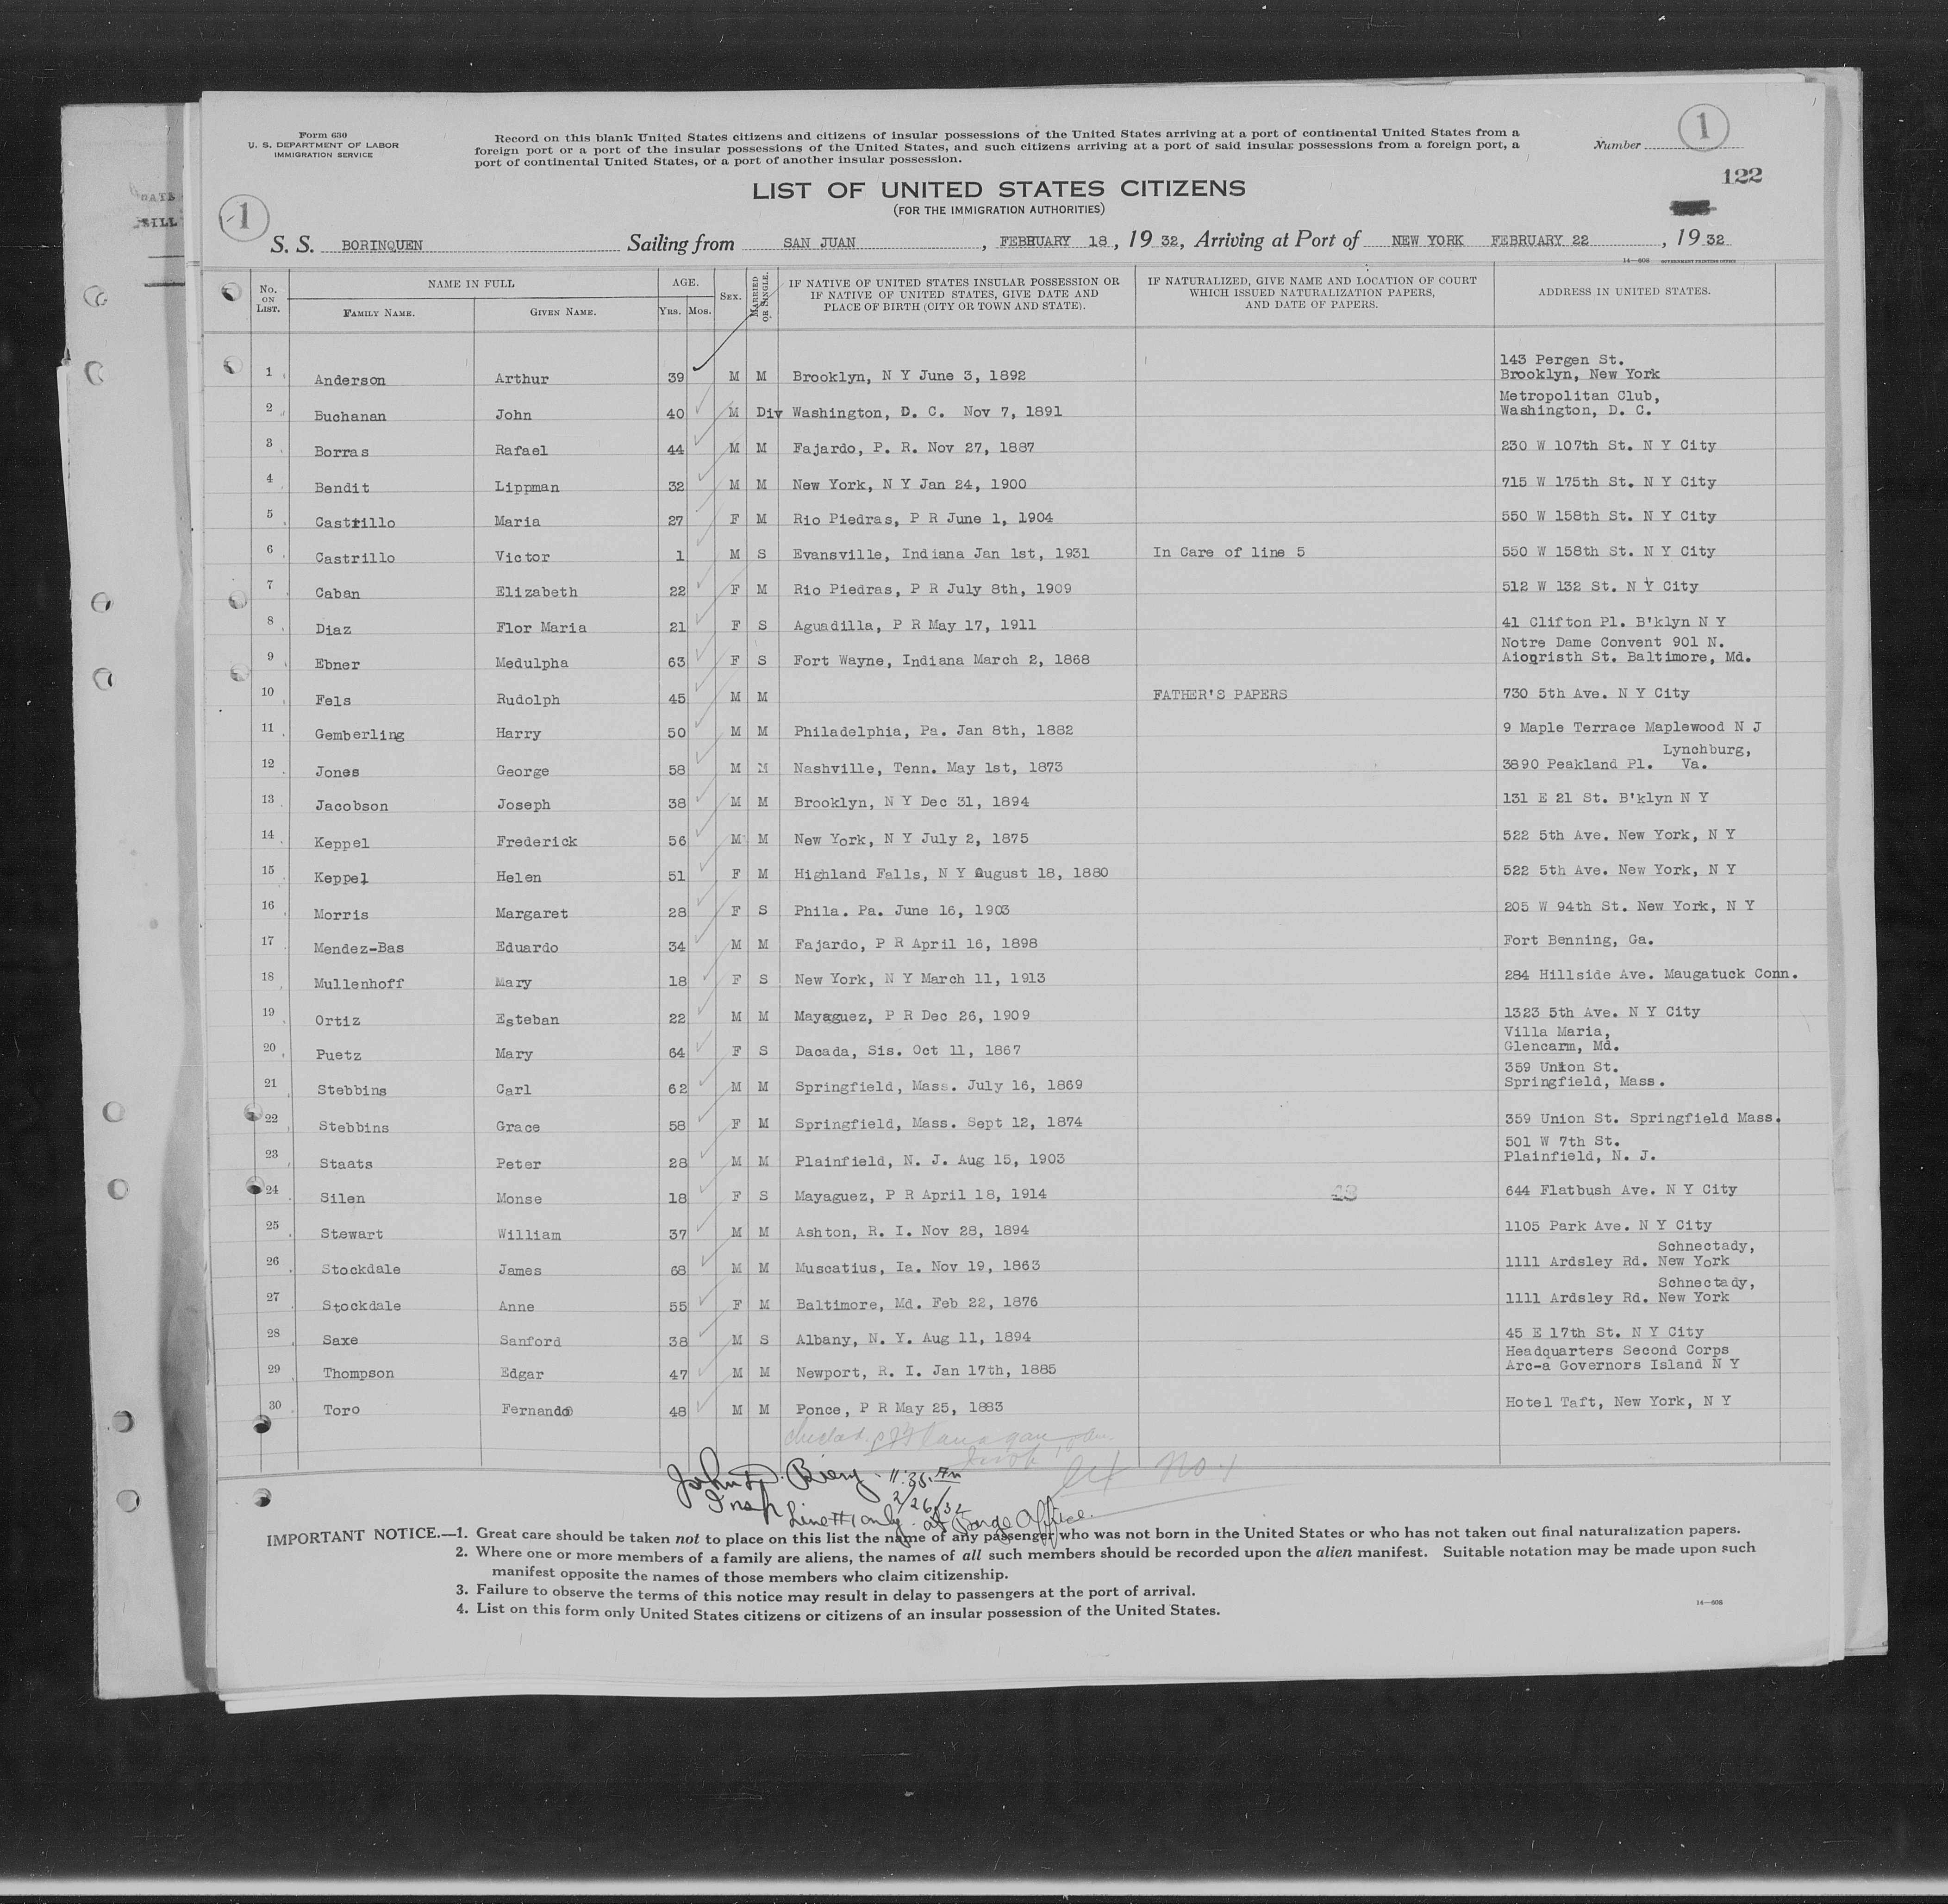 DATE
BILL
Form 630
U. S. DEPARTMENT OF LABOR
IMMIGRATION SERVICE
Record on this blank United States citizens and citizens of insular possessions of the United States arriving at a port of continental United States from a
foreign port or a port of the insular possessions of the United States, and such citizens arriving at a port of said insular possessions from a foreign port, a
port of continental United States, or a port of another insular possession.
Number
1
122
LIST OF UNITED STATES CITIZENS
(FOR THE IMMIGRATION AUTHORITIES)
1
S. S. BORINQUEN Sailing from SAN JUAN, FEBRUARY 18, 19 32, Arriving at Port of NEW YORK FEBRUARY 22, 19 32
14—608 GOVERNMENT PRINTING OFFICE
No. ON LIST. NAME IN FULL AGE. SEX. MARRIED OR SINGLE. IF NATIVE OF UNITED STATES INSULAR POSSESSION OR IF NATIVE OF UNITED STATES, GIVE DATE AND PLACE OF BIRTH (CITY OR TOWN AND STATE). IF NATURALIZED, GIVE NAME AND LOCATION OF COURT WHICH ISSUED NATURALIZATION PAPERS, AND DATE OF PAPERS. ADDRESS IN UNITED STATES.
FAMILY NAME. GIVEN NAME. YRS. MOS.
143 Pergen St.
1 Anderson Arthur 39 M M Brooklyn, N Y June 3, 1892 Brooklyn, New York
Metropolitan Club,
2 Buchanan John 40 M Div Washington, D. C. Nov 7, 1891 Washington, D. C.
3 Borras Rafael 44 M M Fajardo, P. R. Nov 27, 1887 230 W 107th St. N Y City
4 Bendit Lippman 32 M M New York, N Y Jan 24, 1900 715 W 175th St. N Y City
5 Castrillo Maria 27 F M Rio Piedras, P R June 1, 1904 550 W 158th St. N Y City
6 Castrillo Victor 1 M S Evansville, Indiana Jan 1st, 1931 In Care of line 5 550 W 158th St. N Y City
7 Caban Elizabeth 22 F M Rio Piedras, P R July 8th, 1909 512 W 132 St. N Y City
8 Diaz Flor Maria 21 F S Aguadilla, P R May 17, 1911 41 Clifton Pl. B'klyn N Y
Notre Dame Convent 901 N.
9 Ebner Medulpha 63 F S Fort Wayne, Indiana March 2, 1868 Aionristh St. Baltimore, Md.
10 Fels Rudolph 45 M M FATHER'S PAPERS 730 5th Ave. N Y City
11 Gemberling Harry 50 M M Philadelphia, Pa. Jan 8th, 1882 9 Maple Terrace Maplewood N J
Lynchburg,
12 Jones George 58 M M Nashville, Tenn. May 1st, 1873 3890 Peakland Pl. Va.
13 Jacobson Joseph 38 M M Brooklyn, N Y Dec 31, 1894 131 E 21 St. B'klyn N Y
14 Keppel Frederick 56 M M New York, N Y July 2, 1875 522 5th Ave. New York, N Y
15 Keppel Helen 51 F M Highland Falls, N Y August 18, 1880 522 5th Ave. New York, N Y
16 Morris Margaret 28 F S Phila. Pa. June 16, 1903 205 W 94th St. New York, N Y
17 Mendez-Bas Eduardo 34 M M Fajardo, P R April 16, 1898 Fort Benning, Ga.
18 Mullenhoff Mary 18 F S New York, N Y March 11, 1913 284 Hillside Ave. Maugatuck Conn.
19 Ortiz Esteban 22 M M Mayaguez, P R Dec 26, 1909 1323 5th Ave. N Y City
Villa Maria,
20 Puetz Mary 64 F S Dacada, Sis. Oct 11, 1867 Glencarm, Md.
359 Union St.
21 Stebbins Carl 62 M M Springfield, Mass. July 16, 1869 Springfield, Mass.
22 Stebbins Grace 58 F M Springfield, Mass. Sept 12, 1874 359 Union St. Springfield Mass.
501 W 7th St.
23 Staats Peter 28 M M Plainfield, N. J. Aug 15, 1903 Plainfield, N. J.
24 Silen Monse 18 F S Mayaguez, P R April 18, 1914 644 Flatbush Ave. N Y City
25 Stewart William 37 M M Ashton, R. I. Nov 28, 1894 1105 Park Ave. N Y City
Schnectady,
26 Stockdale James 68 M M Muscatius, Ia. Nov 19, 1863 1111 Ardsley Rd. New York
Schnectady,
27 Stockdale Anne 55 F M Baltimore, Md. Feb 22, 1876 1111 Ardsley Rd. New York
28 Saxe Sanford 38 M S Albany, N. Y. Aug 11, 1894 45 E 17th St. N Y City
Headquarters Second Corps
29 Thompson Edgar 47 M M Newport, R. I. Jan 17th, 1885 Arc-a Governors Island N Y
30 Toro Fernando 48 M M Ponce, P R May 25, 1883 Hotel Taft, New York, N Y
John 11:35 Am
Insp 2/26/32
Line only at Barge Office.
No. 1
IMPORTANT NOTICE.—1. Great care should be taken not to place on this list the name of any passenger who was not born in the United States or who has not taken out final naturalization papers.
2. Where one or more members of a family are aliens, the names of all such members should be recorded upon the alien manifest. Suitable notation may be made upon such
manifest opposite the names of those members who claim citizenship.
3. Failure to observe the terms of this notice may result in delay to passengers at the port of arrival.
4. List on this form only United States citizens or citizens of an insular possession of the United States.
14—608